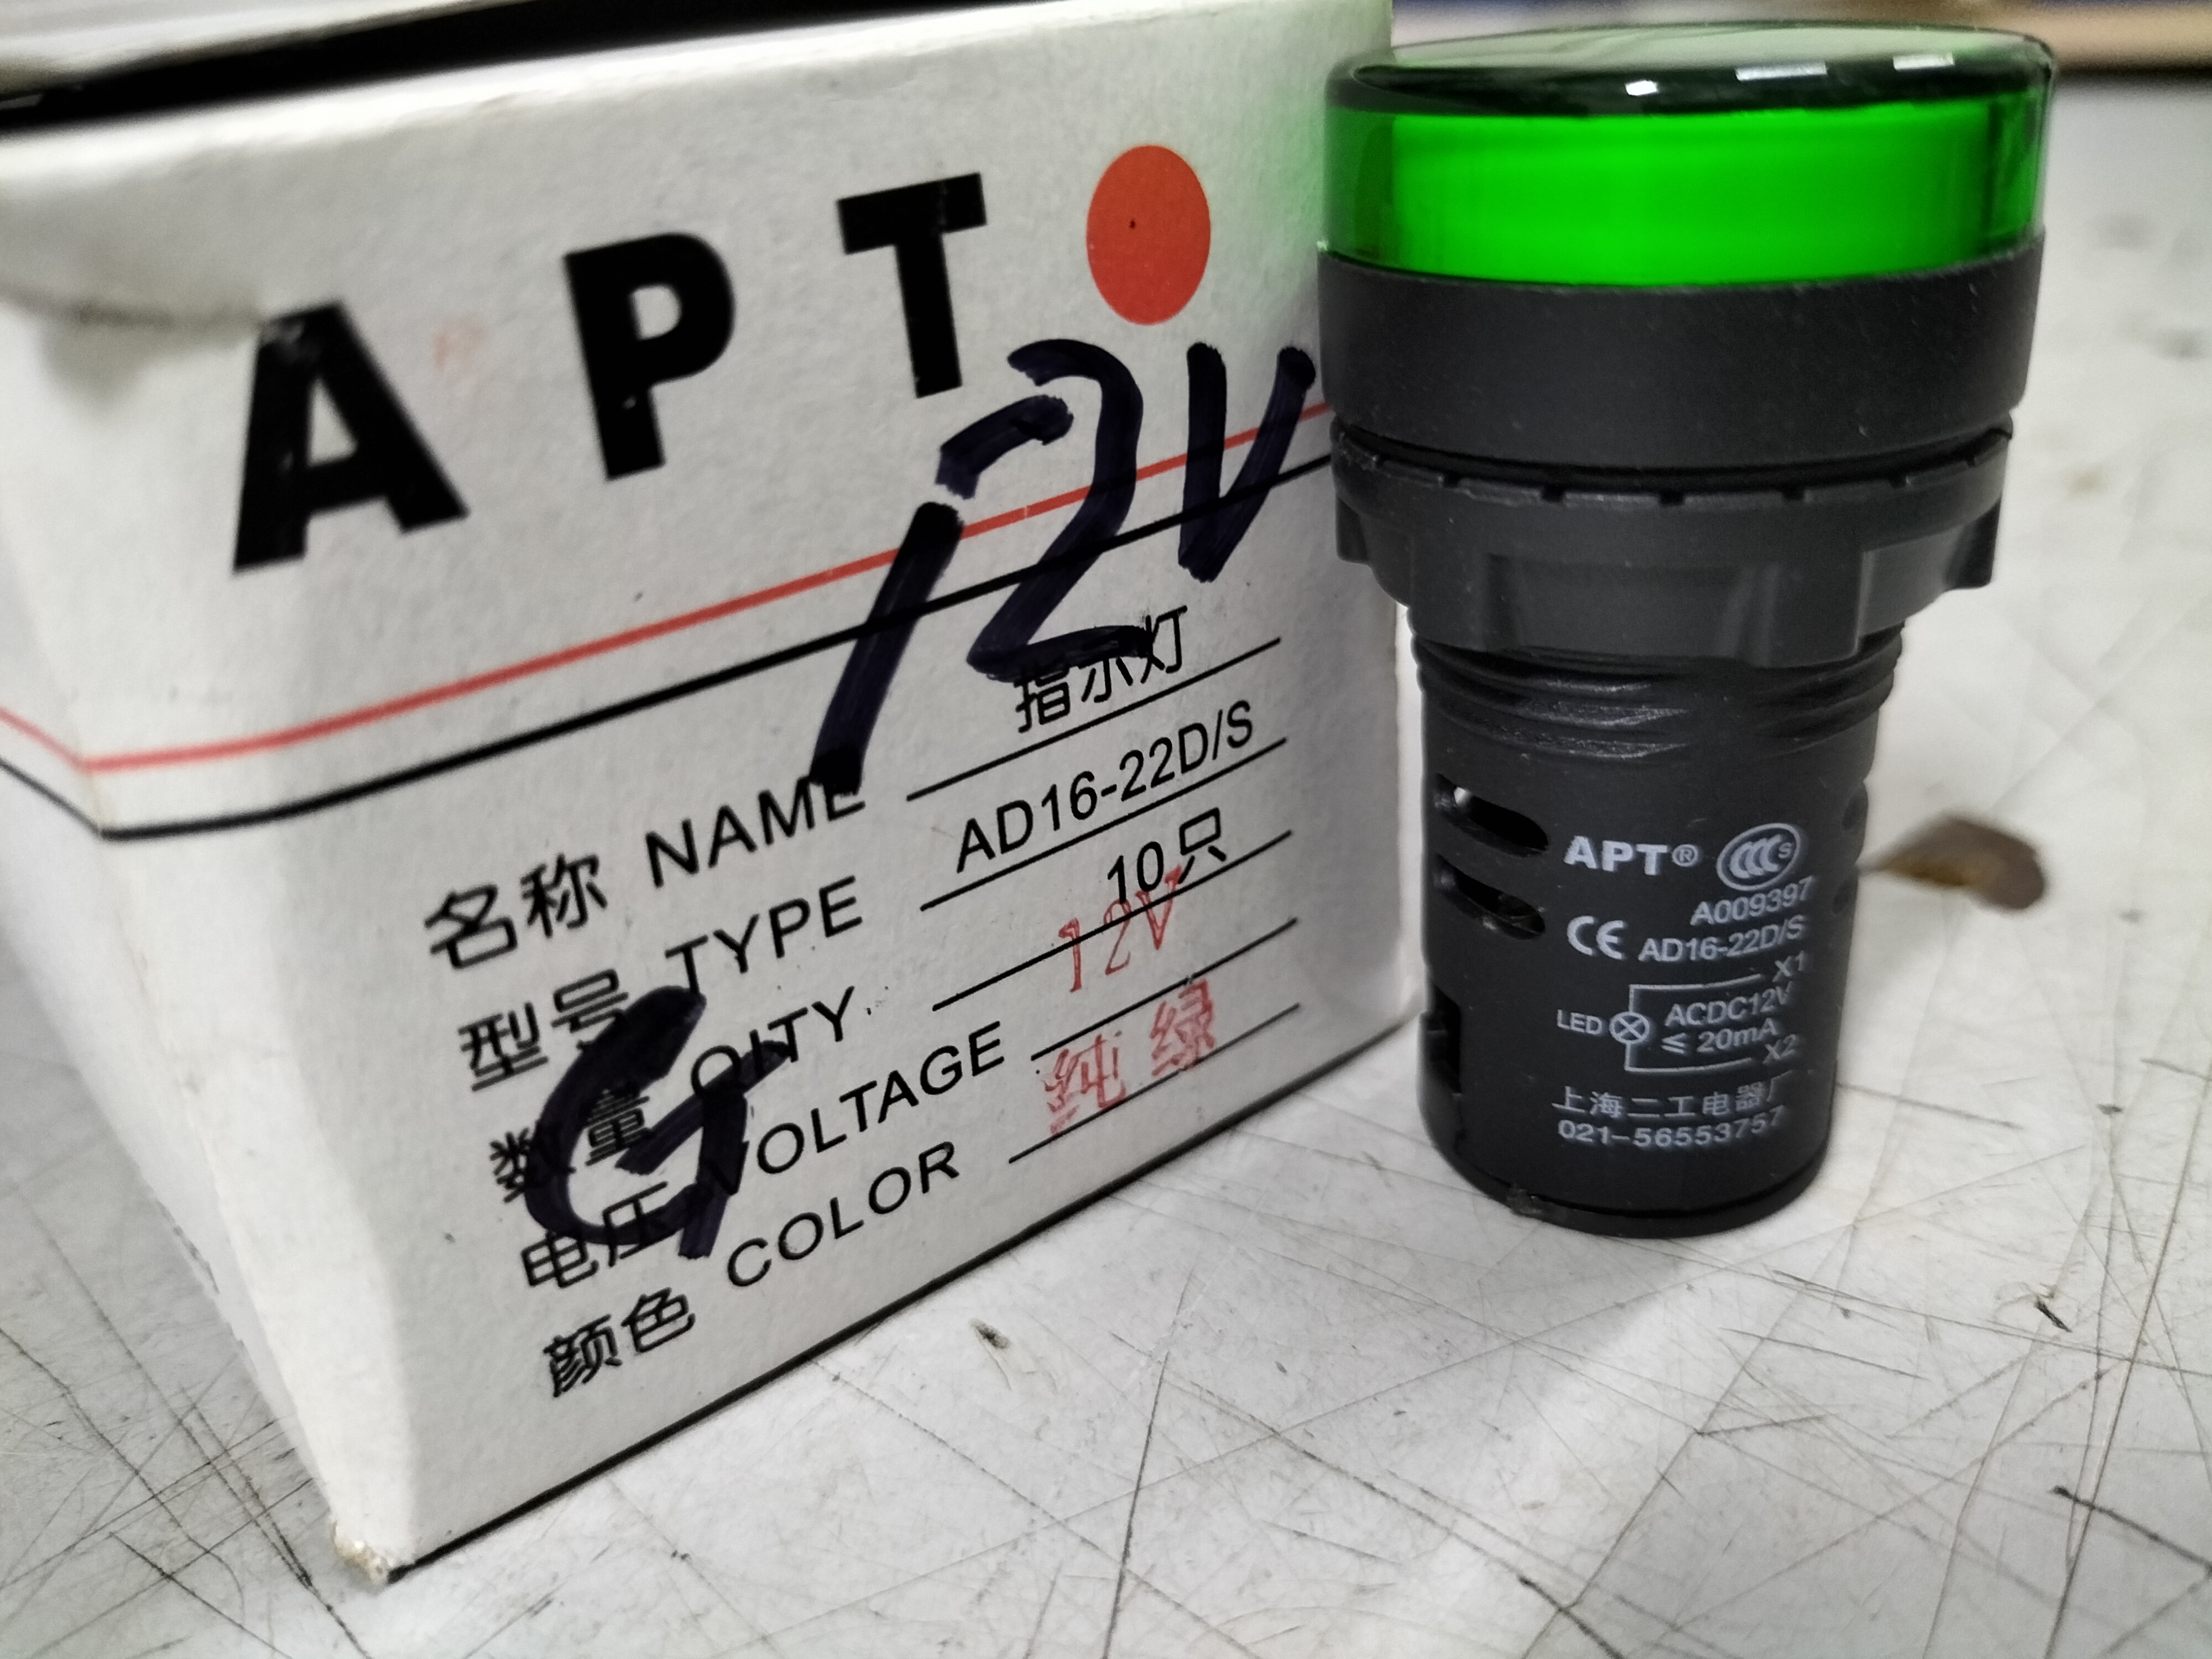 APT
12V
名称 NAME 指示灯
型号 TYPE AD16-22D/S
数量 QITY. 10只
电压 VOLTAGE 12V
颜色 COLOR 纯绿
G
APT® CCC S
A009397
CE AD16-22D/S
X1
ACDC12V
LED ≤ 20mA
X2
上海二工电器厂
021-56553757